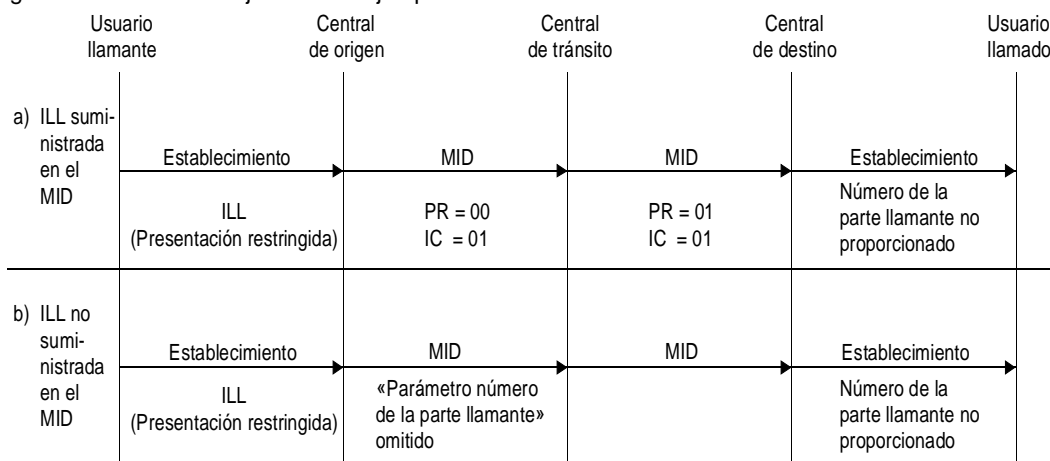 Usuario
llamante
Central
de origen
Central
de tránsito
Central
de destino
Usuario
llamado
a) ILL sumi-
nistrada
en el
MID
Establecimiento
MID
MID
Establecimiento
ILL
(Presentación restringida)
PR = 00
IC = 01
PR = 01
IC = 01
Número de la
parte llamante no
proporcionado
b) ILL no
sumi-
nistrada
en el
MID
Establecimiento
MID
MID
Establecimiento
ILL
(Presentación restringida)
«Parámetro número
de la parte llamante»
omitido
Número de la
parte llamante no
proporcionado